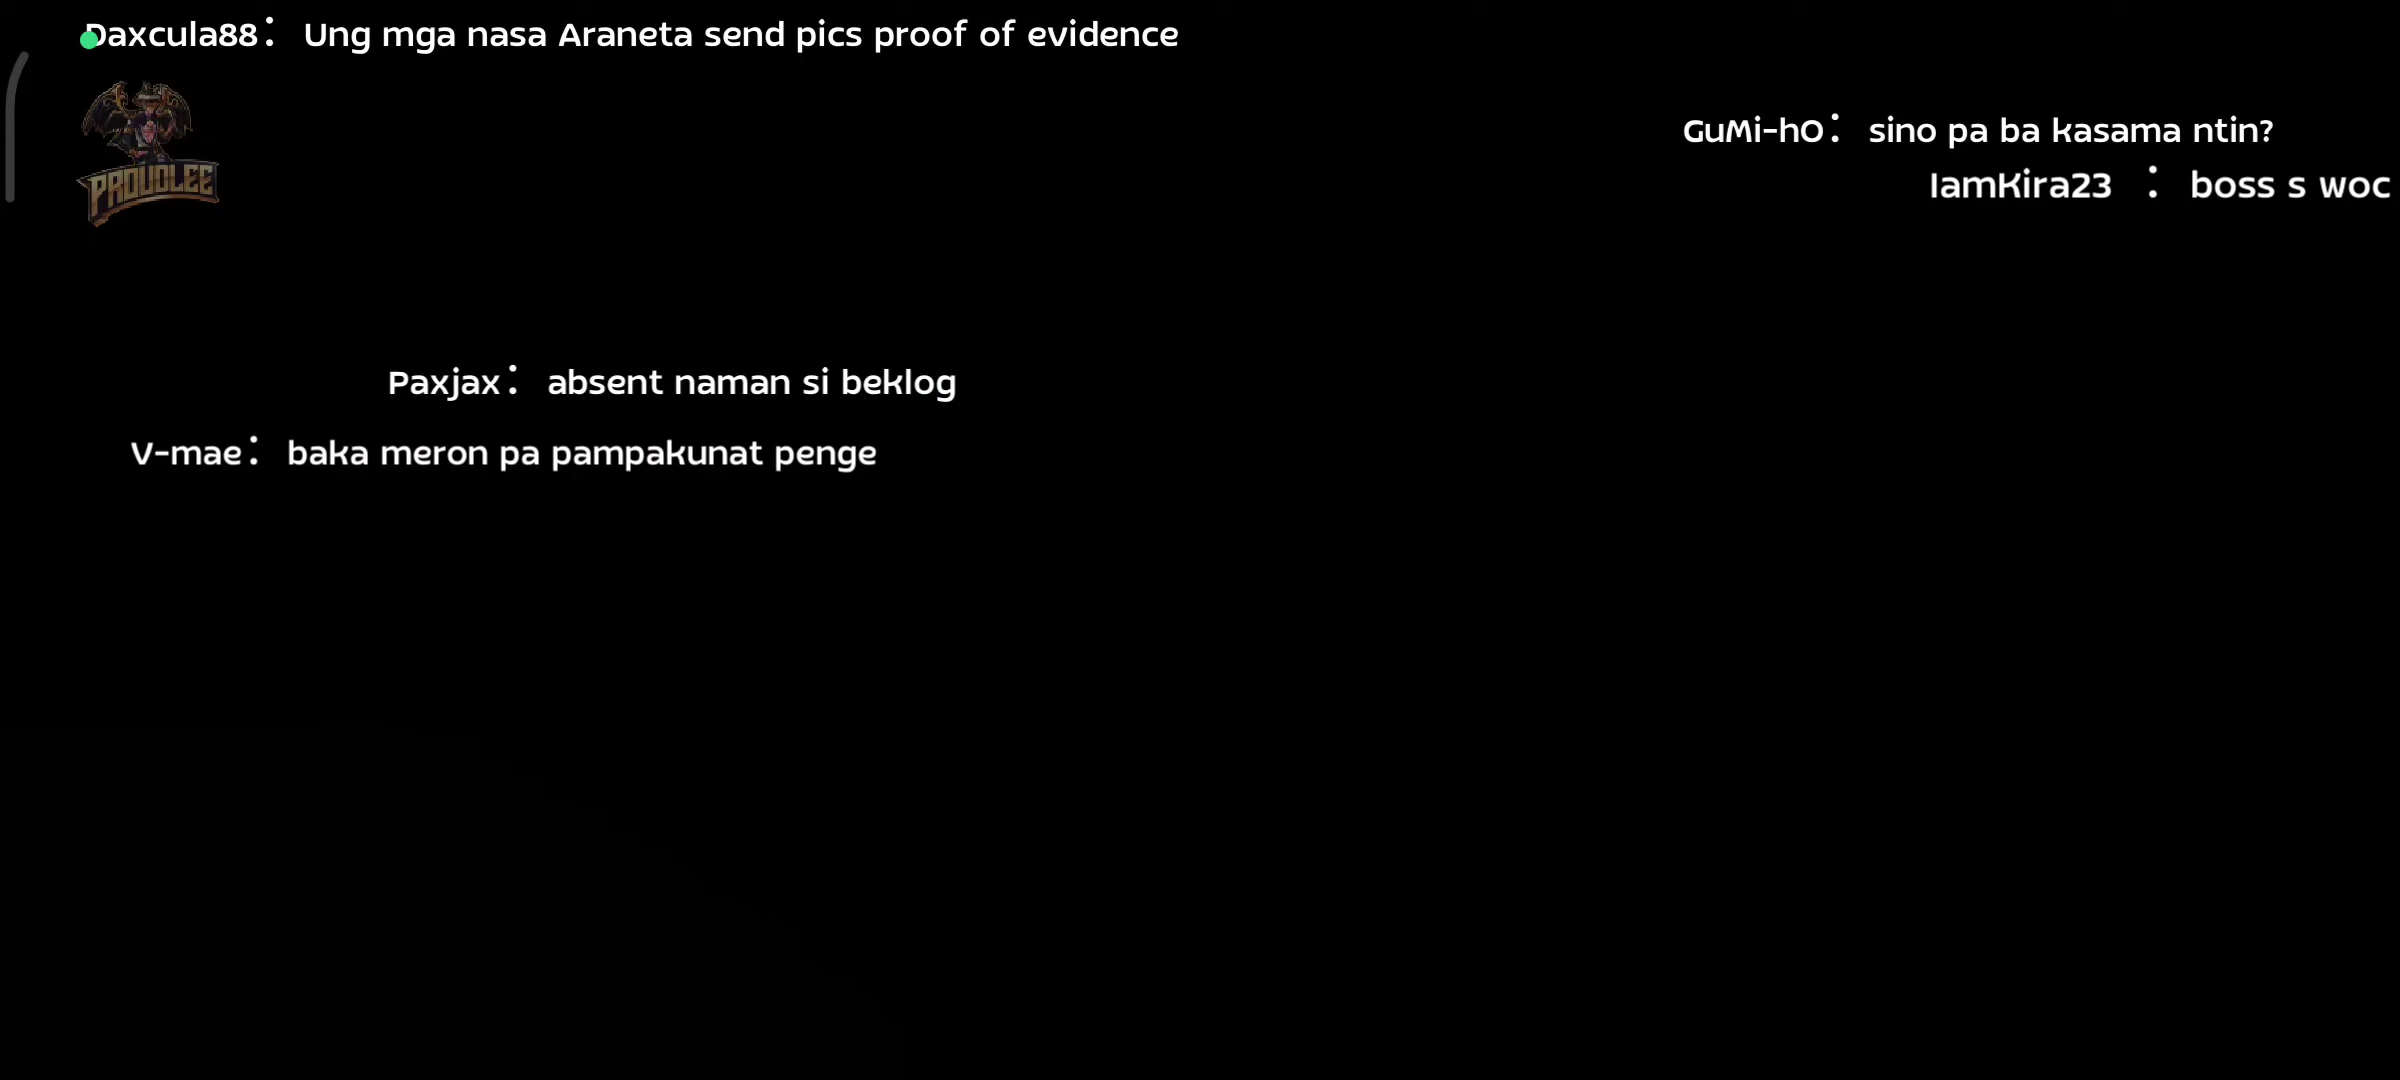 Daxcula88: Ung mga nasa Araneta send pics proof of evidence
PROUDLEE
GuMi-hO: sino pa ba kasama ntin?
IamKira23 : boss s woc
Paxjax: absent naman si beklog
V-mae: baka meron pa pampakunat penge